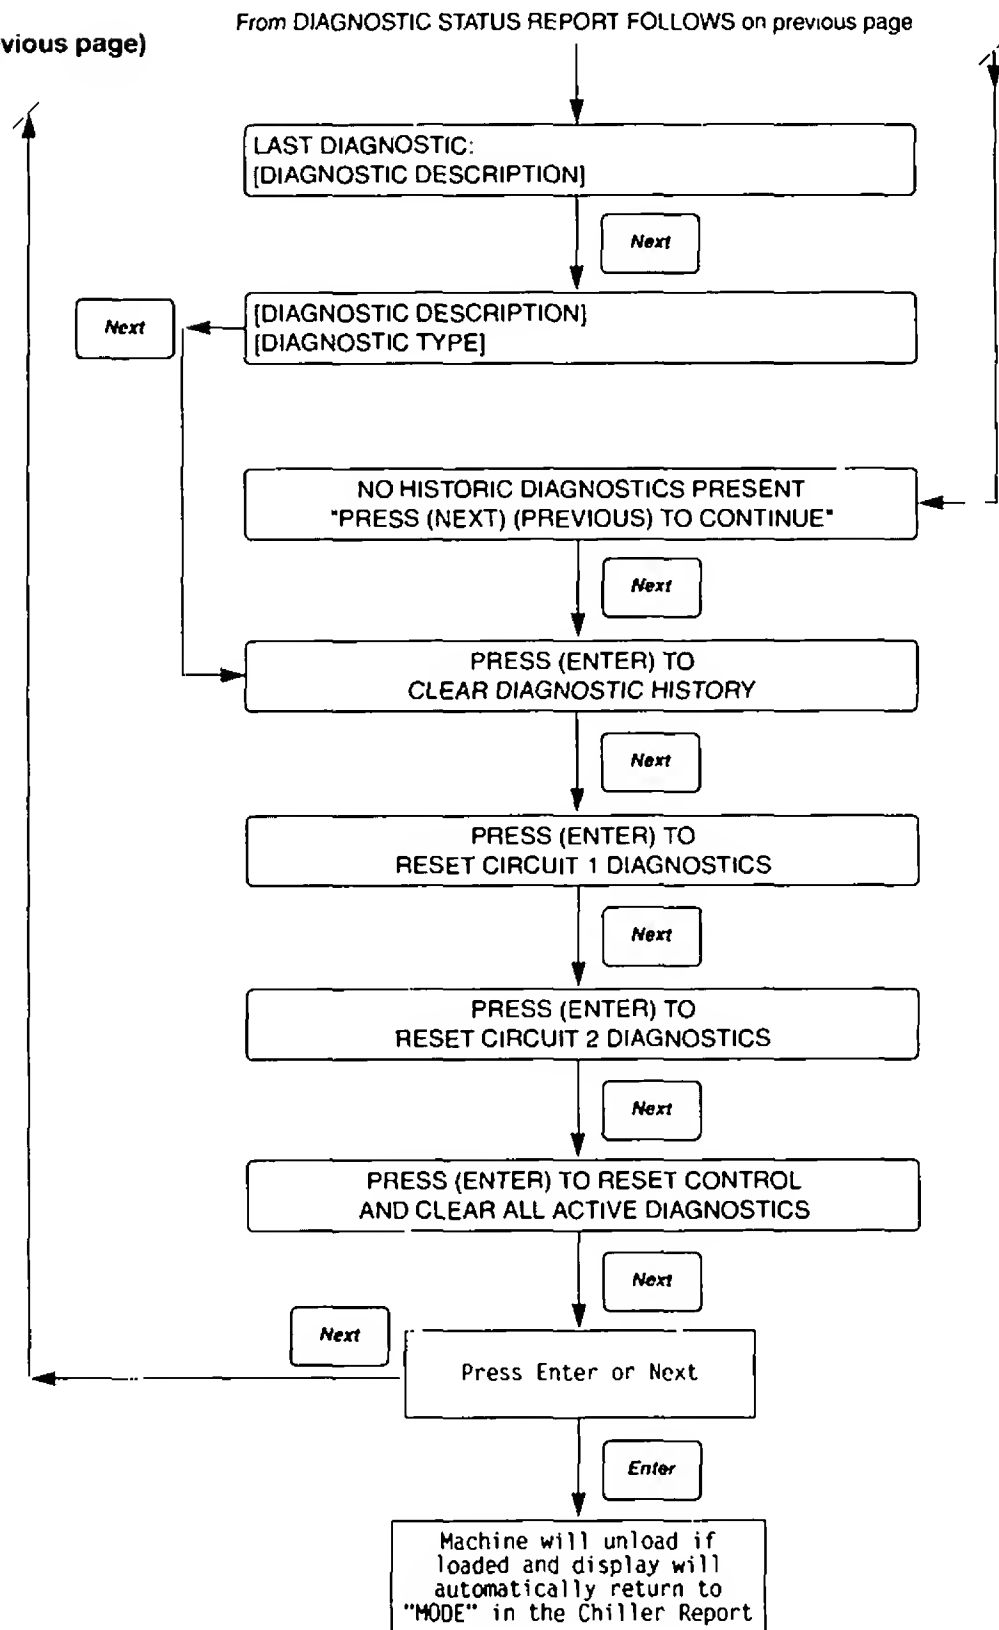 From DIAGNOSTIC STATUS REPORT FOLLOWS on previous page
vious page)
LAST DIAGNOSTIC:
[DIAGNOSTIC DESCRIPTION]
Next
[DIAGNOSTIC DESCRIPTION]
[DIAGNOSTIC TYPE]
Next
NO HISTORIC DIAGNOSTICS PRESENT
"PRESS (NEXT) (PREVIOUS) TO CONTINUE"
Next
PRESS (ENTER) TO
CLEAR DIAGNOSTIC HISTORY
Next
PRESS (ENTER) TO
RESET CIRCUIT 1 DIAGNOSTICS
Next
PRESS (ENTER) TO
RESET CIRCUIT 2 DIAGNOSTICS
Next
PRESS (ENTER) TO RESET CONTROL
AND CLEAR ALL ACTIVE DIAGNOSTICS
Next
Next
Press Enter or Next
Enter
Machine will unload if
loaded and display will
automatically return to
"MODE" in the Chiller Report